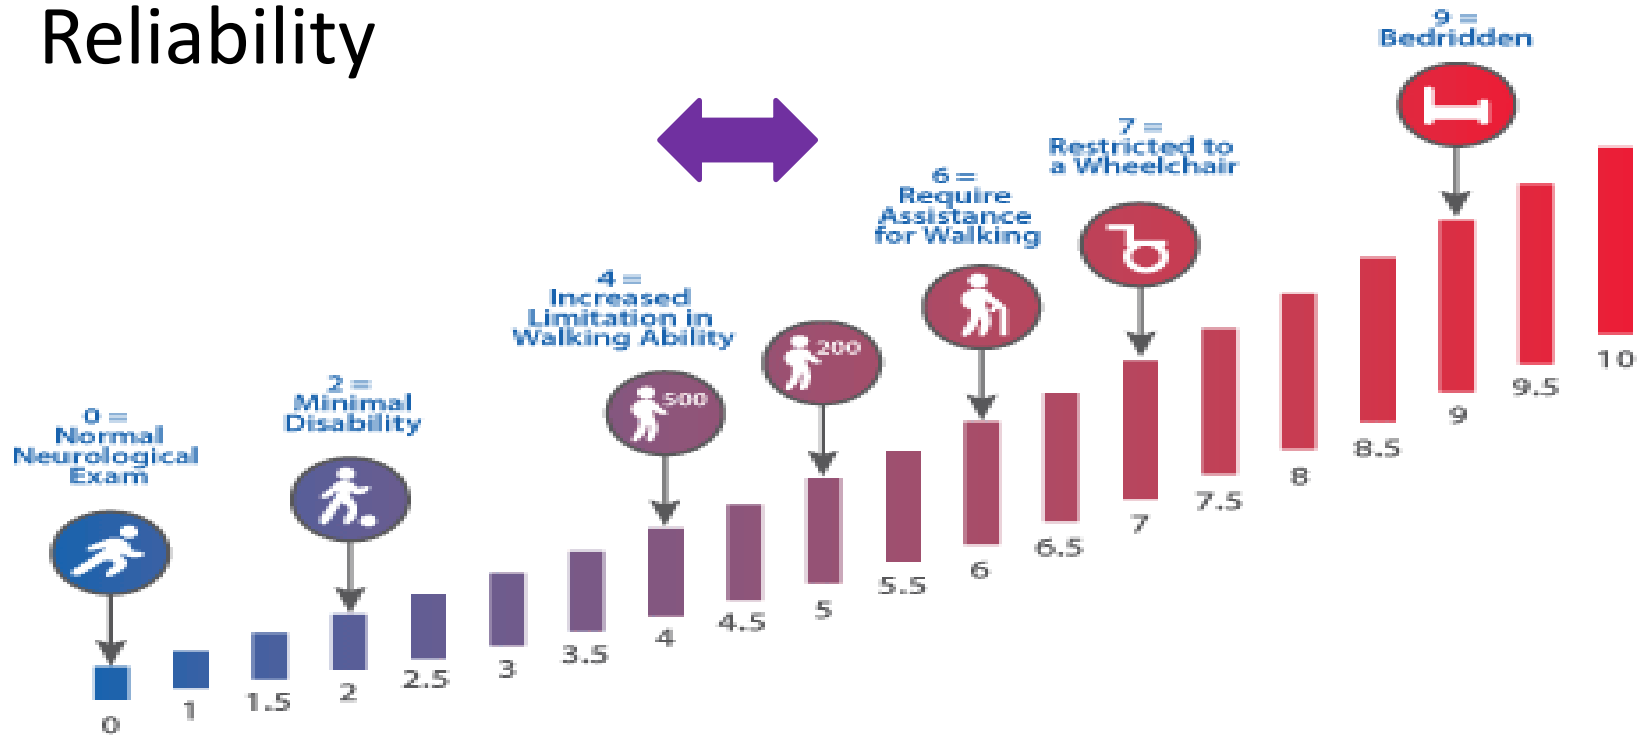 Reliability
0 =
Normal
Neurological
Exam
2 =
Minimal
Disability
4 =
Increased
Limitation in
Walking Ability
500
200
6 =
Require
Assistance
for Walking
7 =
Restricted to
a Wheelchair
9 =
Bedridden
0
1
1.5
2
2.5
3
3.5
4
4.5
5
5.5
6
6.5
7
7.5
8
8.5
9
9.5
10